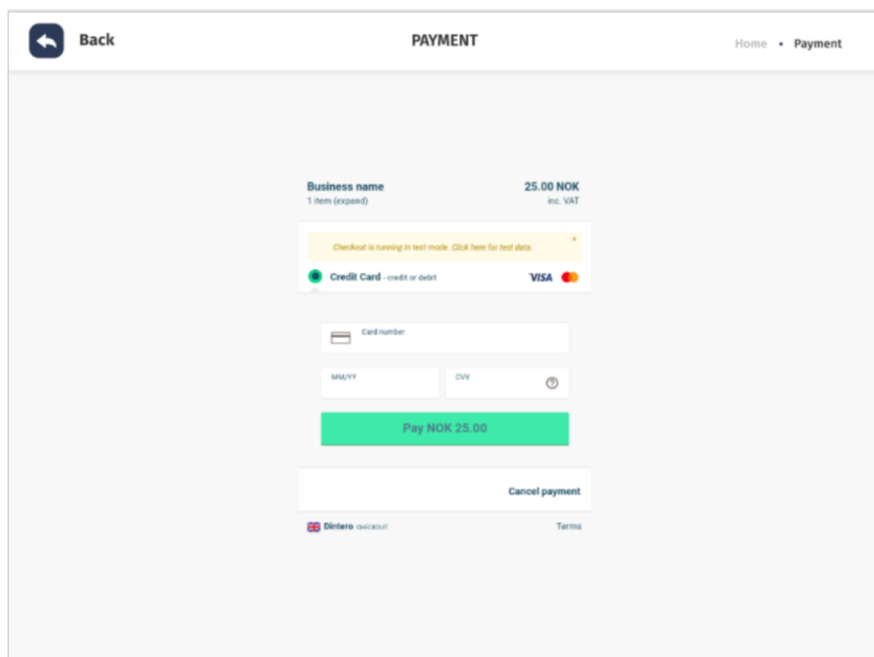 Back
PAYMENT
Home • Payment
Business name
25.00 NOK
1 item (expand)
inc. VAT
Checkout is running in test mode. Click here for test data.
×
Credit Card - credit or debit
VISA
Card number
MM/YY
CVV
?
Pay NOK 25.00
Cancel payment
Dintero CHECKOUT
Terms